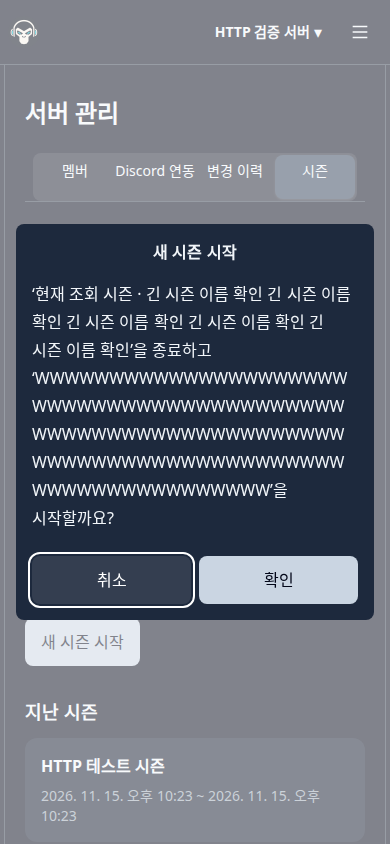 HTTP 검증 서버 ▾
서버 관리
멤버 Discord 연동 변경 이력 시즌
새 시즌 시작
‘현재 조회 시즌 · 긴 시즌 이름 확인 긴 시즌 이름
확인 긴 시즌 이름 확인 긴 시즌 이름 확인 긴
시즌 이름 확인’을 종료하고
‘WWWWWWWWWWWWWWWWWWWWW
WWWWWWWWWWWWWWWWWWWWW
WWWWWWWWWWWWWWWWWWWWW
WWWWWWWWWWWWWWWWWWWWW
WWWWWWWWWWWWWWWW’을
시작할까요?
취소 확인
새 시즌 시작
지난 시즌
HTTP 테스트 시즌
2026. 11. 15. 오후 10:23 ~ 2026. 11. 15. 오후
10:23